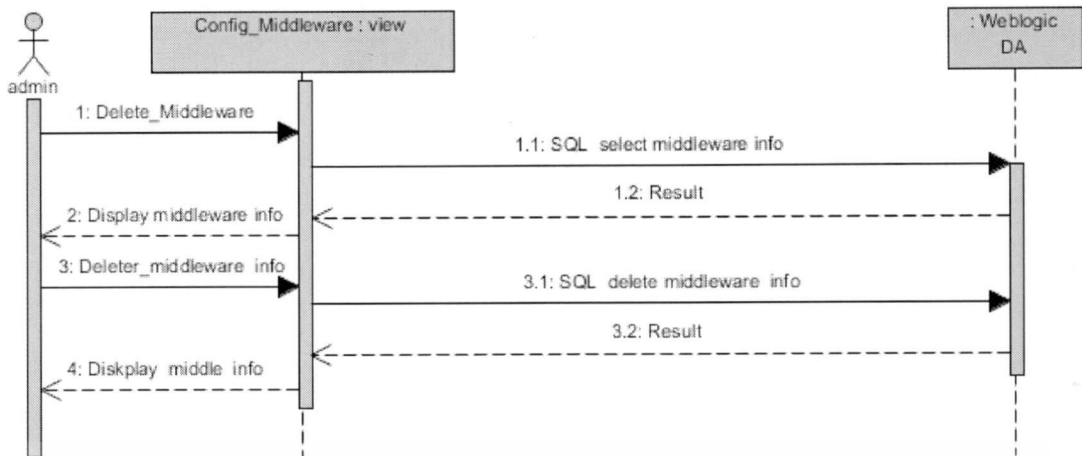 Config_Middleware : view
: Weblogic
DA
admin
1: Delete_Middleware
1.1: SQL select middleware info
1.2: Result
2: Display middleware info
3: Deleter_middleware info
3.1: SQL delete middleware info
3.2: Result
4: Diskplay middle info